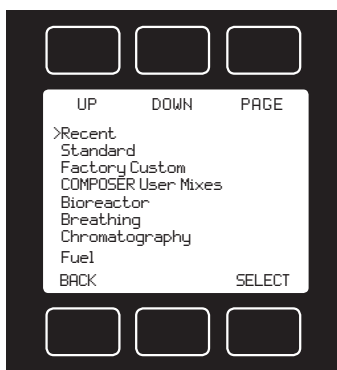 UP DOWN PAGE
>Recent
Standard
Factory Custom
COMPOSER User Mixes
Bioreactor
Breathing
Chromatography
Fuel
BACK SELECT